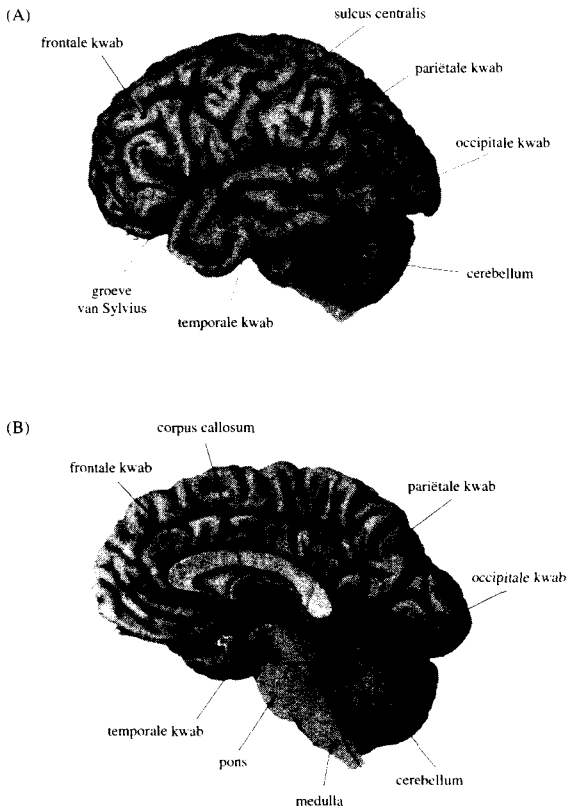 (A)
sulcus centralis
frontale kwab
pariëtale kwab
occipitale kwab
cerebellum
groeve
van Sylvius
temporale kwab
(B)
corpus callosum
frontale kwab
pariëtale kwab
occipitale kwab
temporale kwab
pons
cerebellum
medulla